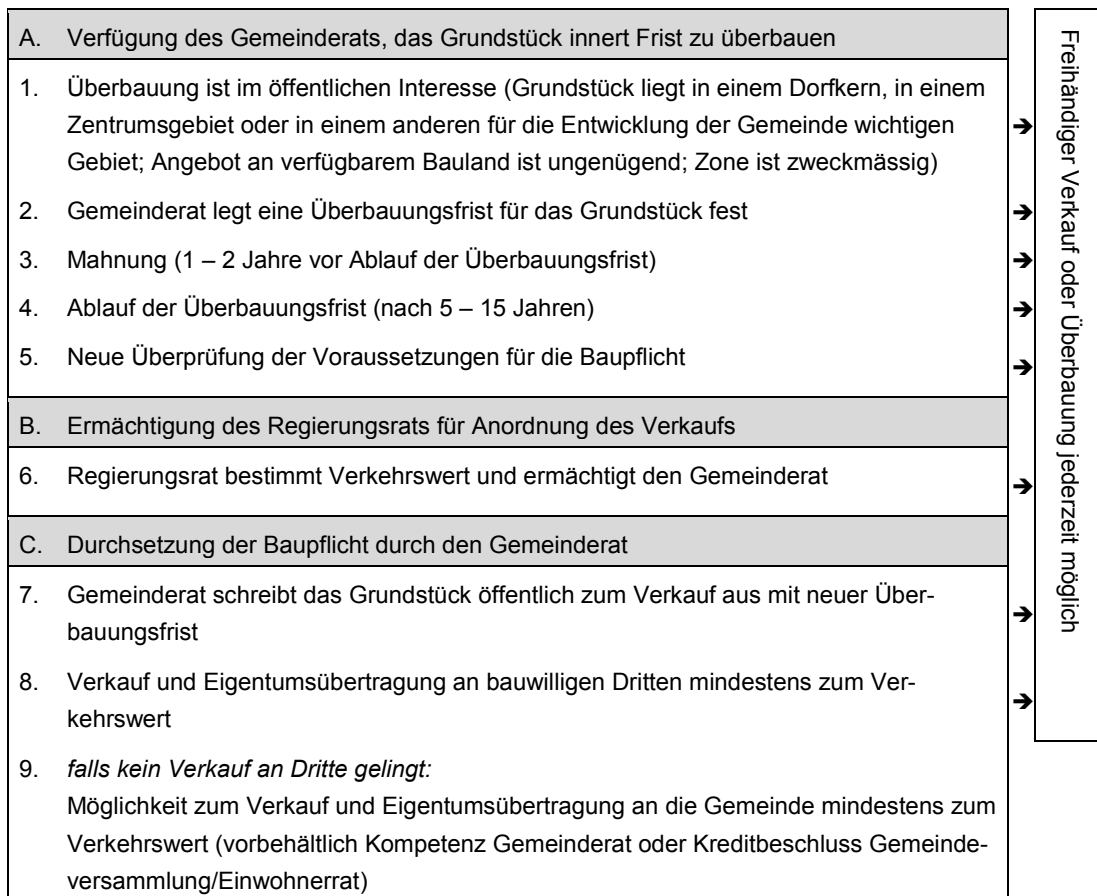 A. Verfügung des Gemeinderats, das Grundstück innert Frist zu überbauen
1. Überbauung ist im öffentlichen Interesse (Grundstück liegt in einem Dorfkern, in einem
Zentrumsgebiet oder in einem anderen für die Entwicklung der Gemeinde wichtigen
Gebiet; Angebot an verfügbarem Bauland ist ungenügend; Zone ist zweckmässig)
2. Gemeinderat legt eine Überbauungsfrist für das Grundstück fest
3. Mahnung (1 – 2 Jahre vor Ablauf der Überbauungsfrist)
4. Ablauf der Überbauungsfrist (nach 5 – 15 Jahren)
5. Neue Überprüfung der Voraussetzungen für die Baupflicht
B. Ermächtigung des Regierungsrats für Anordnung des Verkaufs
6. Regierungsrat bestimmt Verkehrswert und ermächtigt den Gemeinderat
C. Durchsetzung der Baupflicht durch den Gemeinderat
7. Gemeinderat schreibt das Grundstück öffentlich zum Verkauf aus mit neuer Über-
bauungsfrist
8. Verkauf und Eigentumsübertragung an bauwilligen Dritten mindestens zum Ver-
kehrswert
9. falls kein Verkauf an Dritte gelingt:
Möglichkeit zum Verkauf und Eigentumsübertragung an die Gemeinde mindestens zum
Verkehrswert (vorbehältlich Kompetenz Gemeinderat oder Kreditbeschluss Gemeinde-
versammlung/Einwohnerrat)
Freihändiger Verkauf oder Überbauung jederzeit möglich